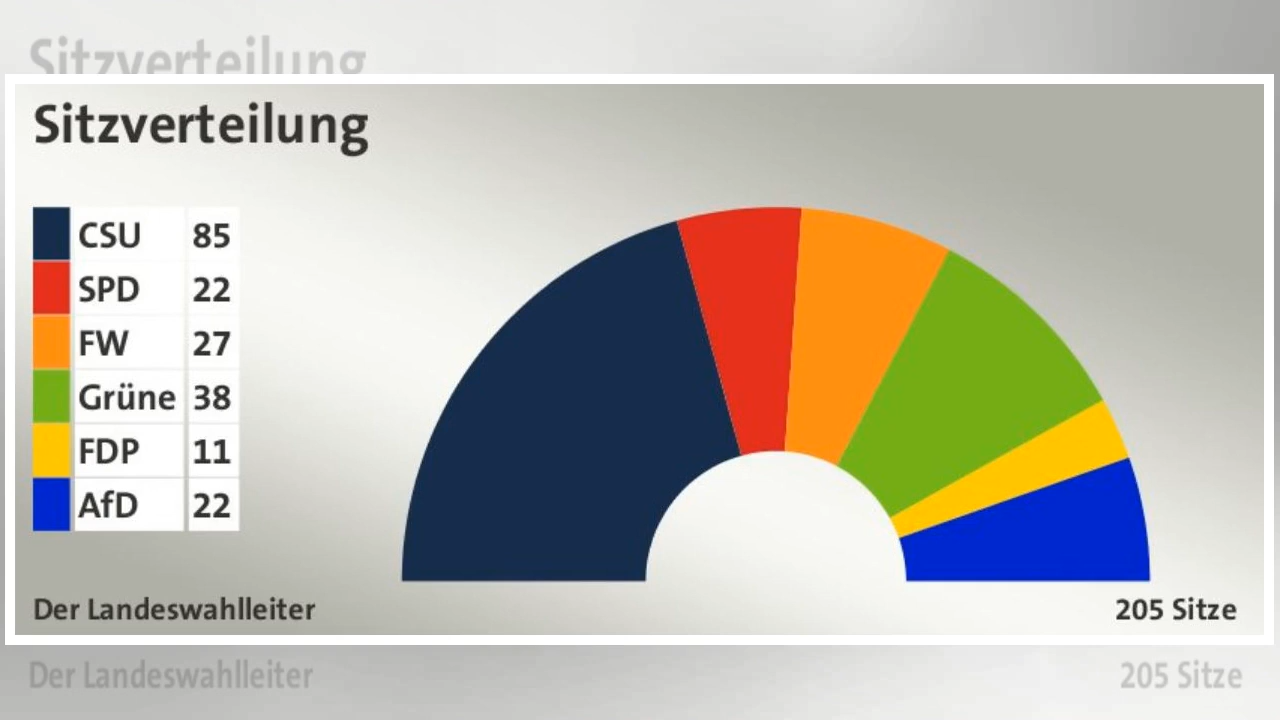 Sitzverteilung
Sitzverteilung
CSU 85
SPD 22
FW 27
Grüne 38
FDP 11
AfD 22
Der Landeswahlleiter 205 Sitze
Der Landeswahlleiter 205 Sitze